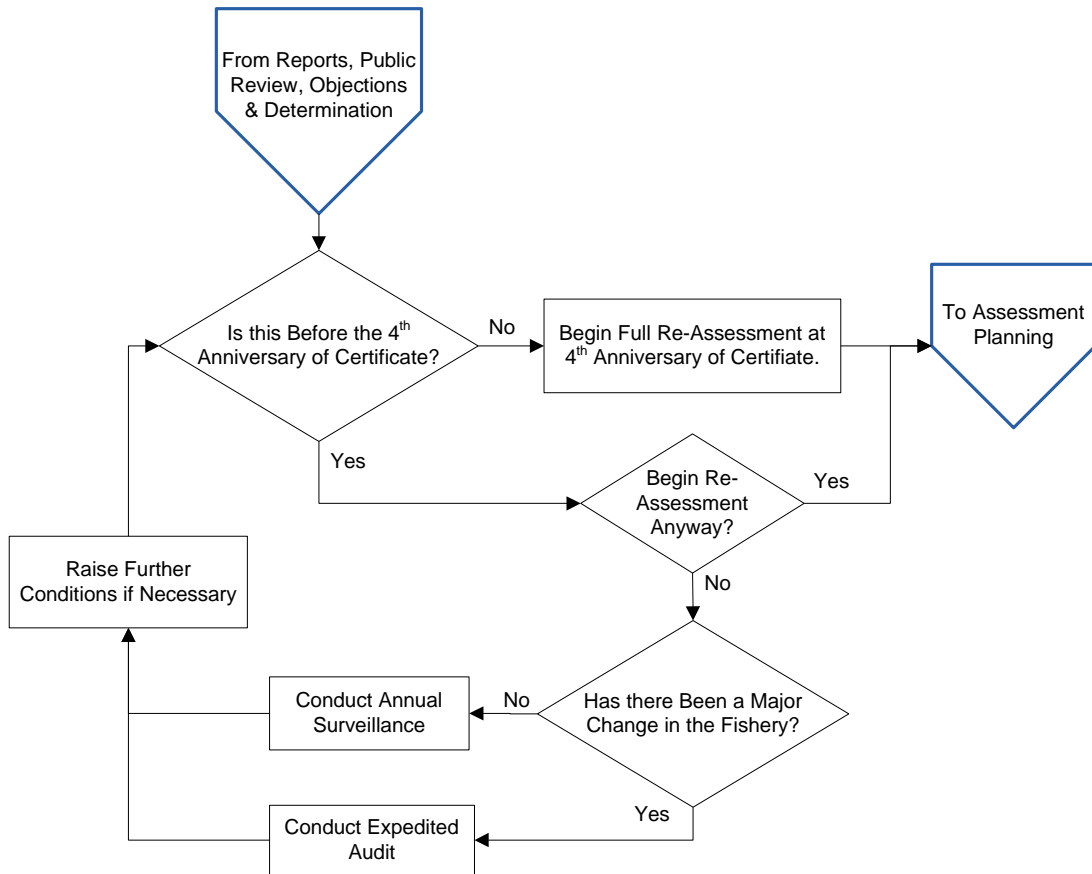 From Reports, Public
Review, Objections
& Determination
Is this Before the 4th
Anniversary of Certificate?
No
Begin Full Re-Assessment at
4th Anniversary of Certifiate.
To Assessment
Planning
Yes
Begin Re-
Assessment
Anyway?
Yes
No
Raise Further
Conditions if Necessary
Has there Been a Major
Change in the Fishery?
No
Conduct Annual
Surveillance
Yes
Conduct Expedited
Audit